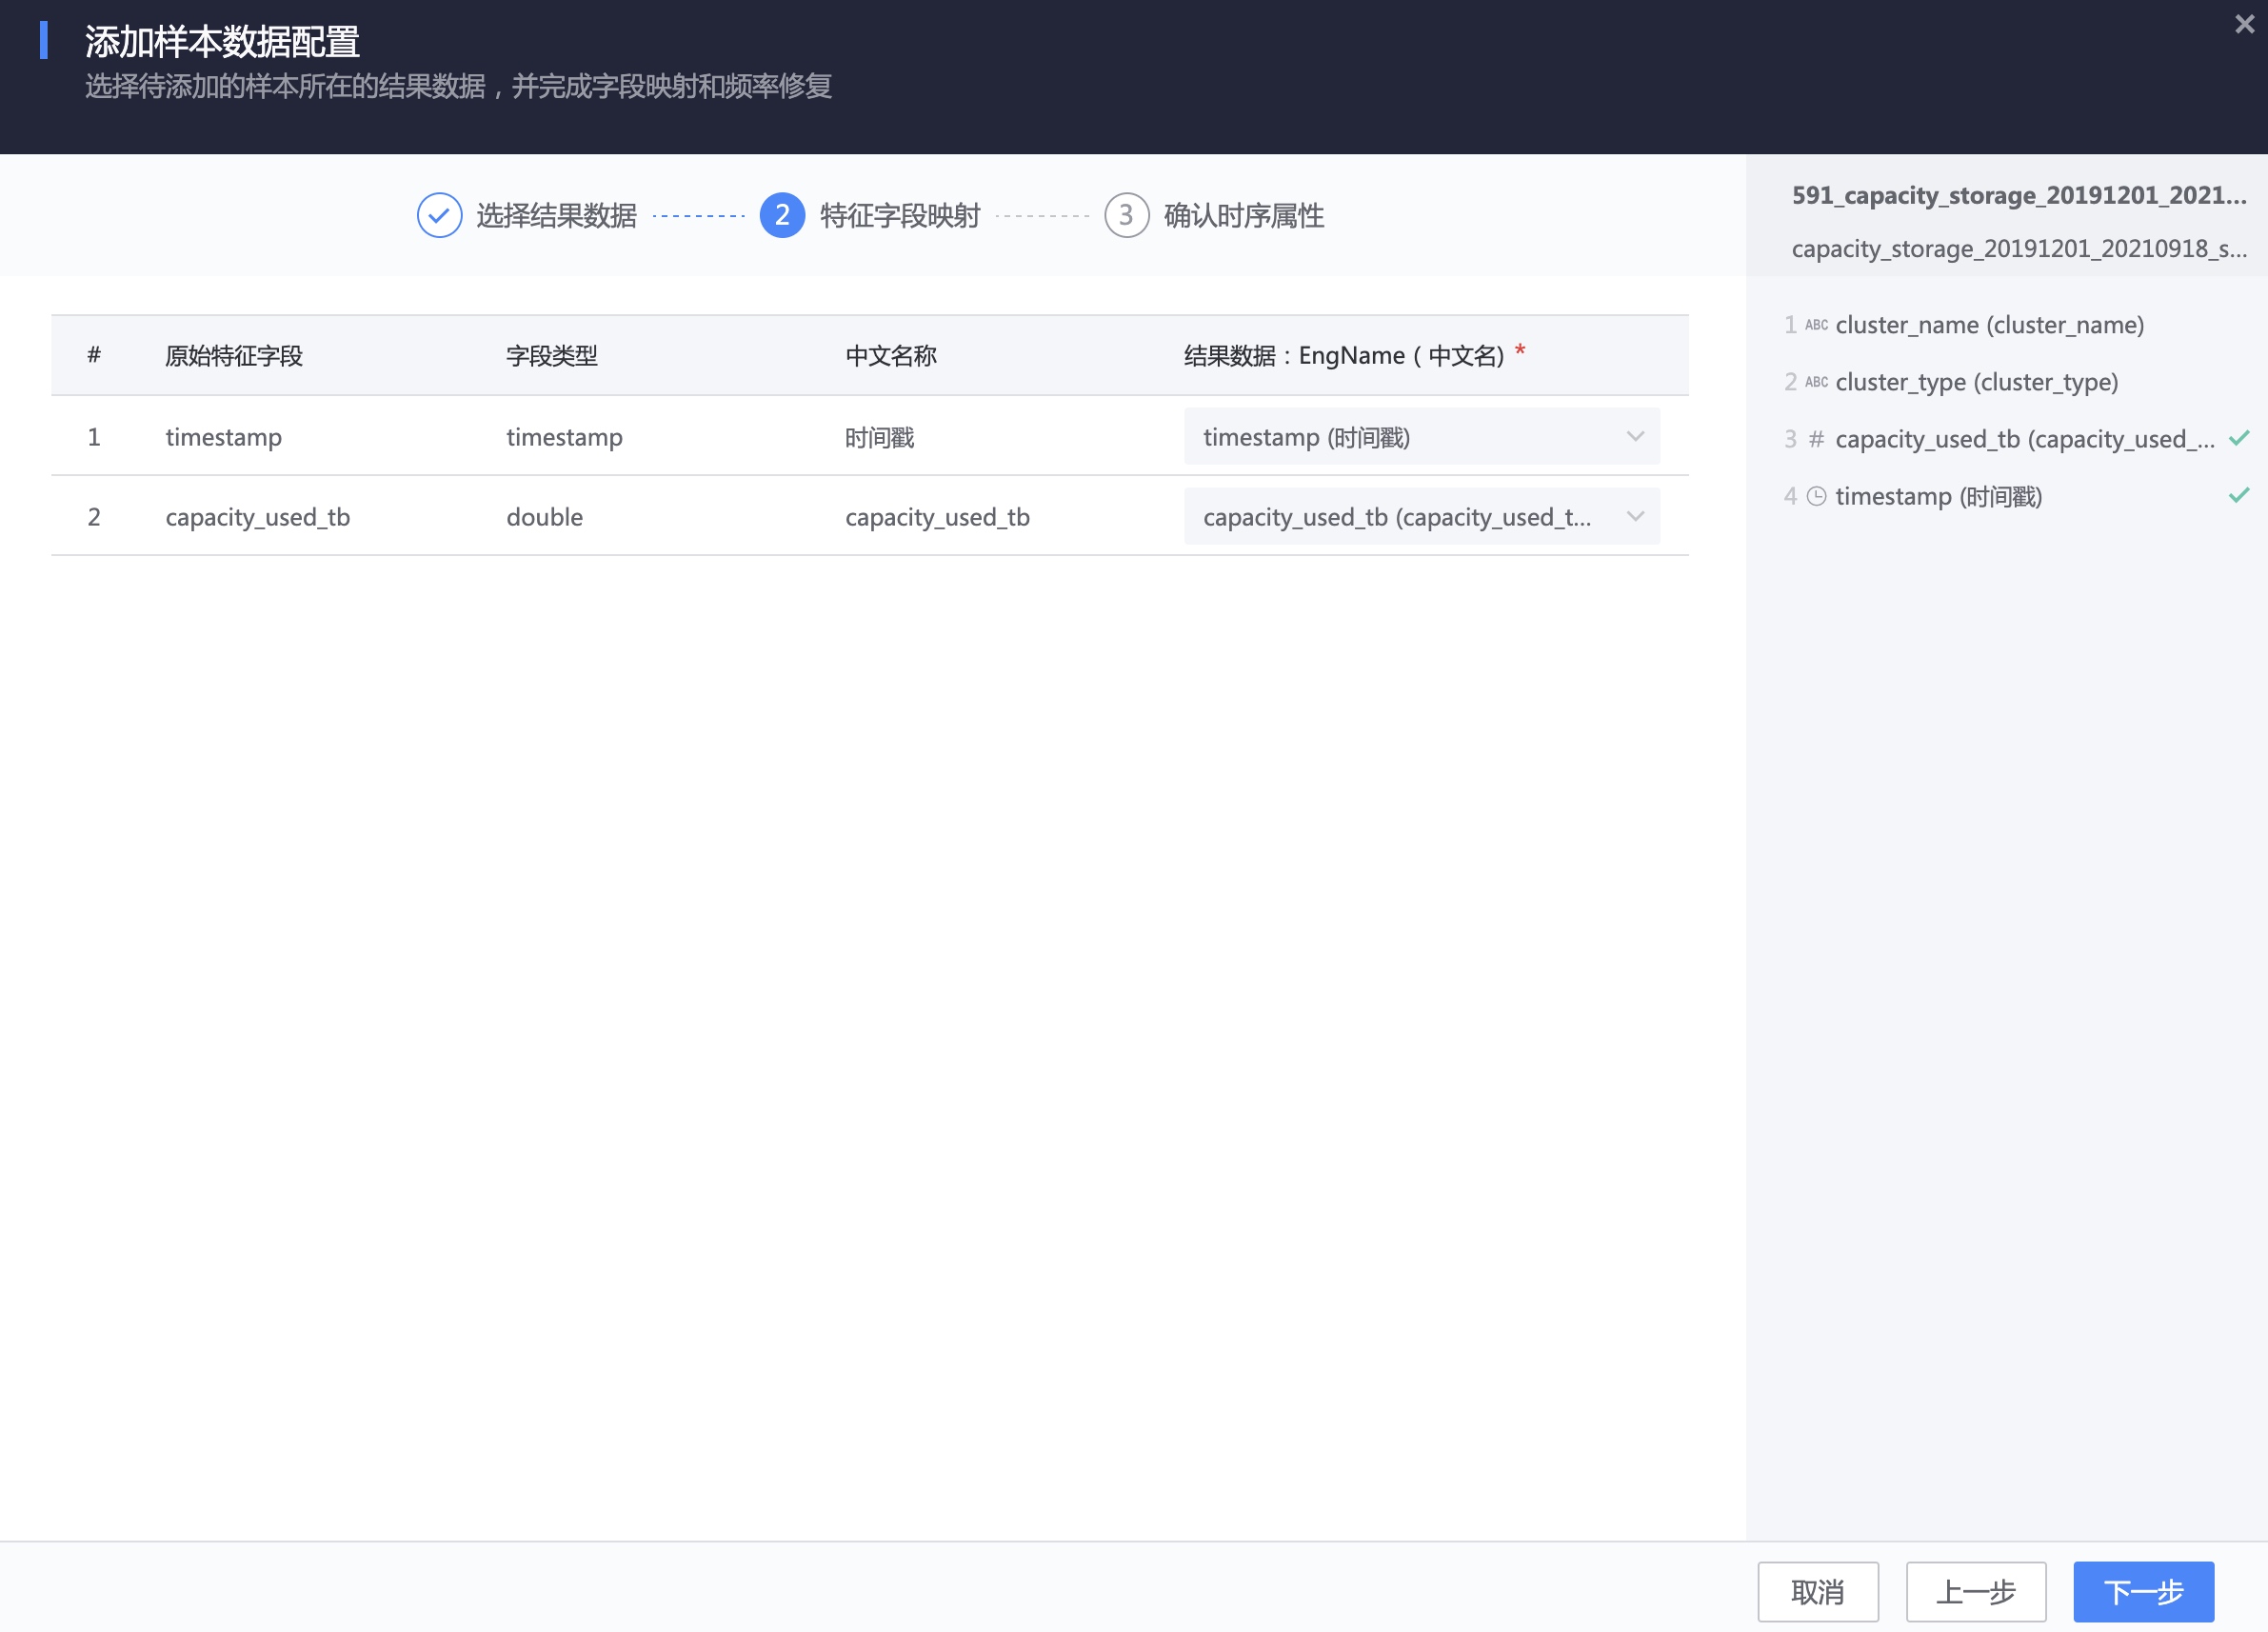 添加样本数据配置
选择待添加的样本所在的结果数据，并完成字段映射和频率修复
选择结果数据 2 特征字段映射 3 确认时序属性
# 原始特征字段 字段类型 中文名称 结果数据：EngName（中文名) *
1 timestamp timestamp 时间戳 timestamp (时间戳)
2 capacity_used_tb double capacity_used_tb capacity_used_tb (capacity_used_t...
591_capacity_storage_20191201_2021...
capacity_storage_20191201_20210918_s...
1 ABC cluster_name (cluster_name)
2 ABC cluster_type (cluster_type)
3 # capacity_used_tb (capacity_used_...
4 timestamp (时间戳)
取消 上一步 下一步